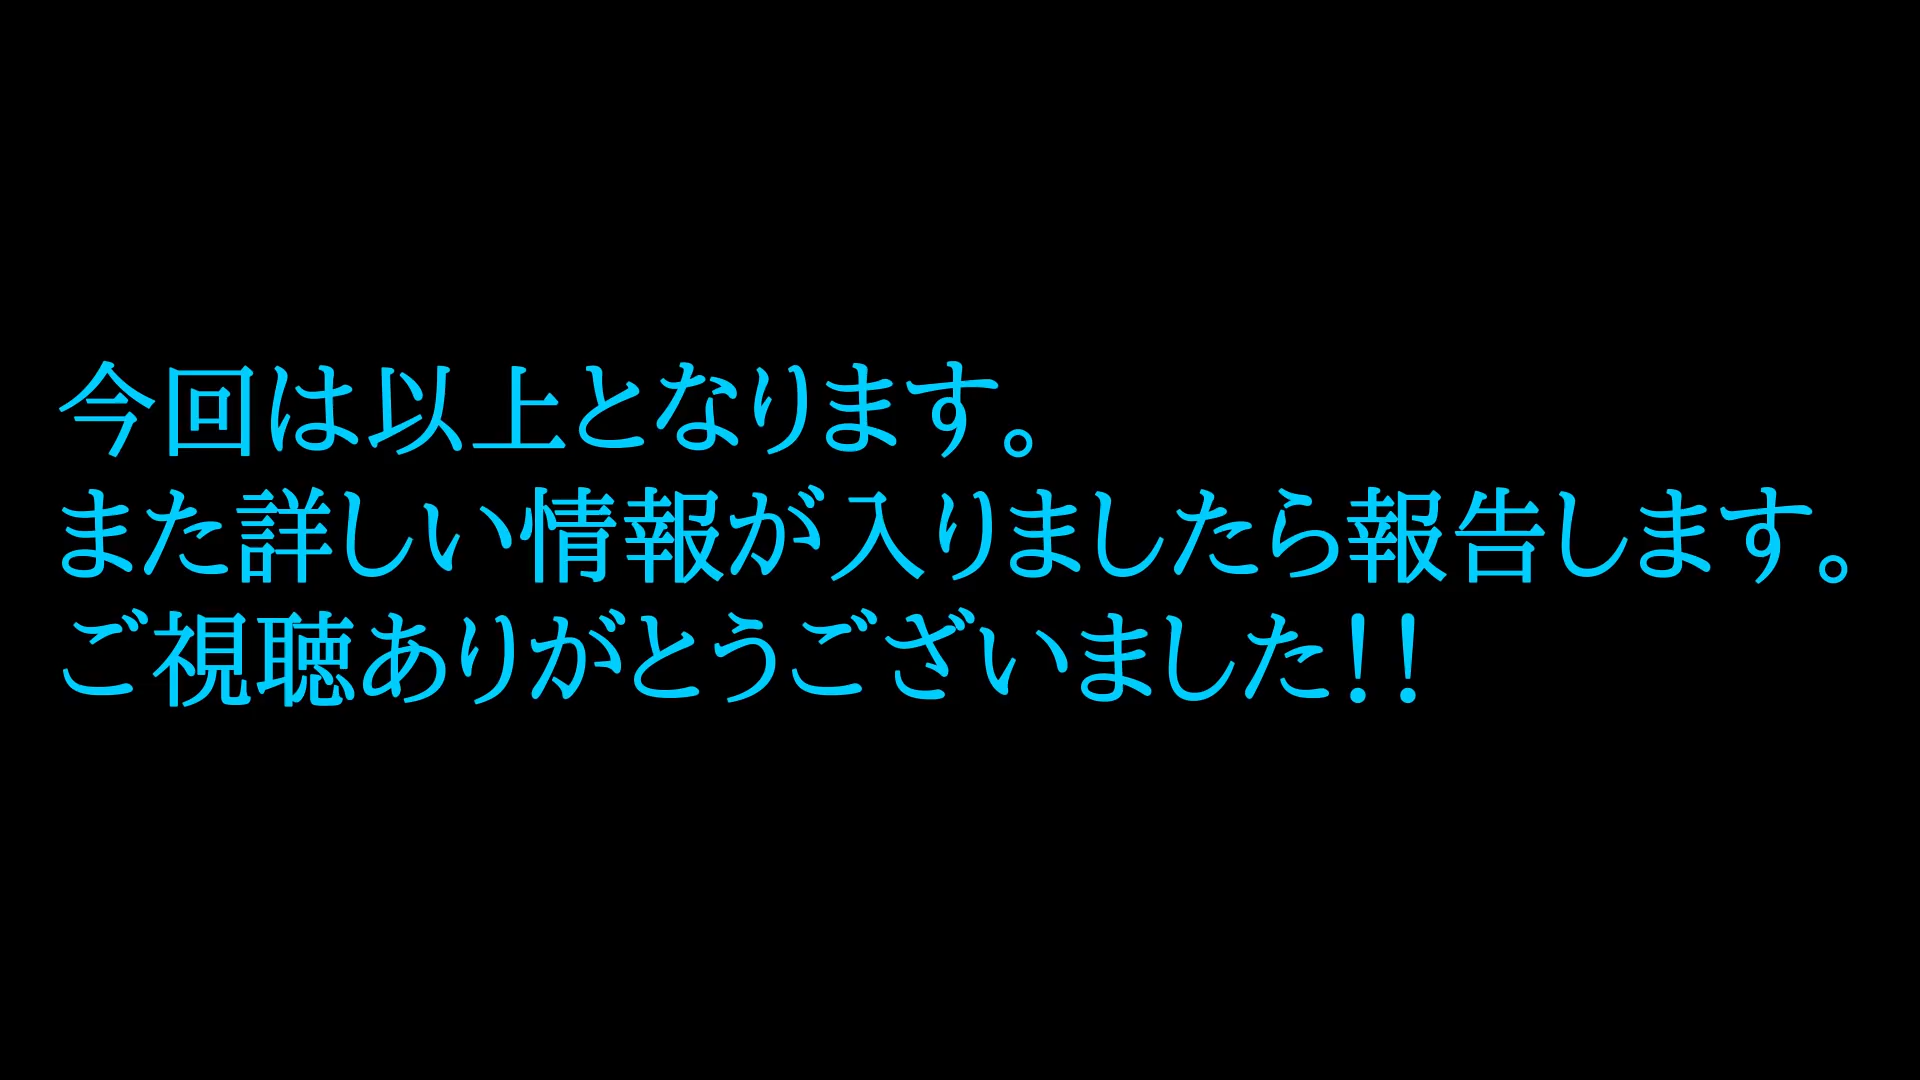 今回は以上となります。
また詳しい情報が入りましたら報告します。
ご視聴ありがとうございました！！